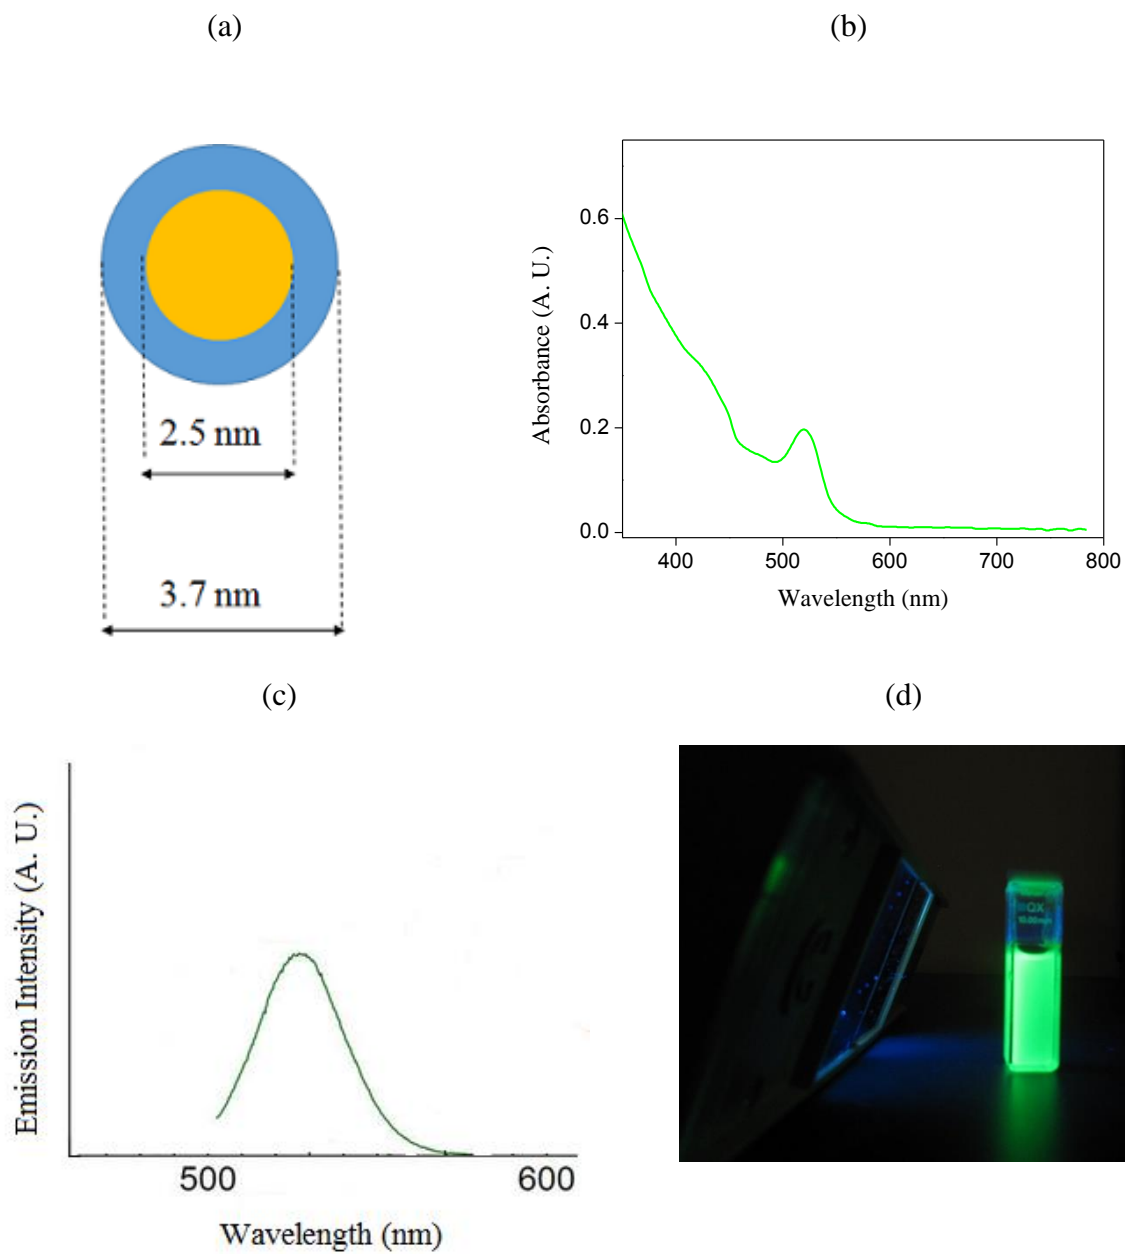 (a)
(b)
2.5 nm
3.7 nm
Absorbance (A. U.)
0.6
0.4
0.2
0.0
400 500 600 700 800
Wavelength (nm)
(c)
(d)
Emission Intensity (A. U.)
500 600
Wavelength (nm)
QX